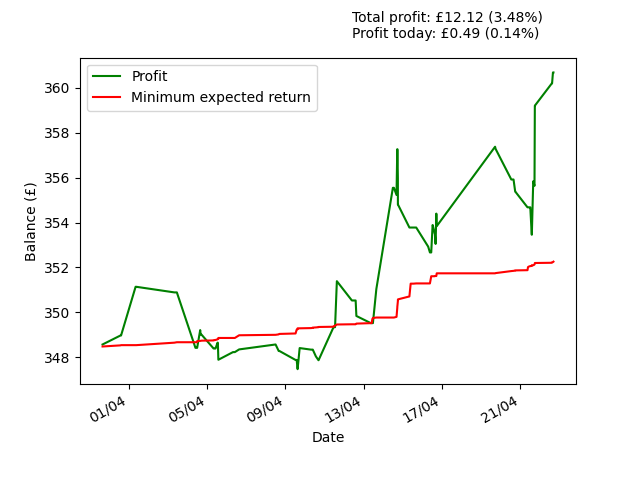 Total profit: £12.12 (3.48%)
Profit today: £0.49 (0.14%)
Profit
Minimum expected return
Balance (£)
360
358
356
354
352
350
348
01/04
05/04
09/04
13/04
17/04
21/04
Date